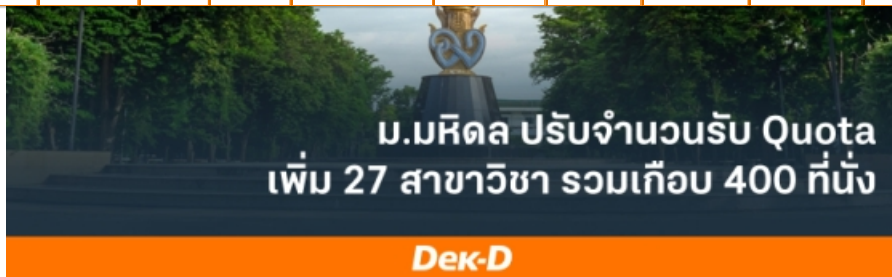 ม.มหิดล ปรับจำนวนรับ Quota
เพิ่ม 27 สาขาวิชา รวมเกือบ 400 ที่นั่ง
Dek-D